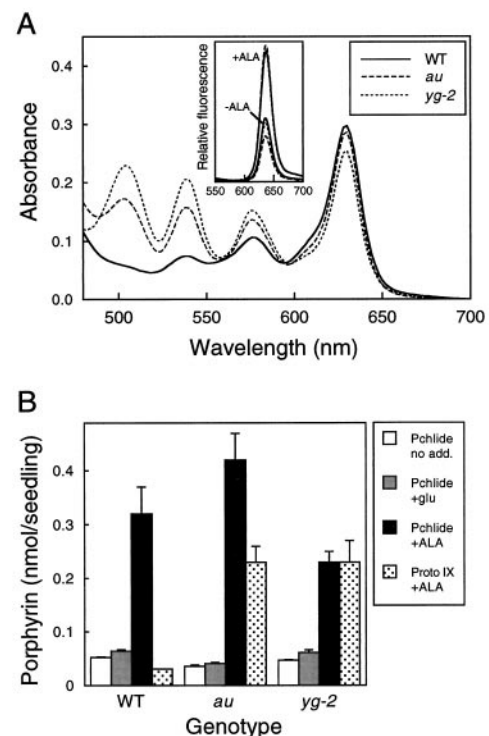 A
0.4
0.3
0.2
0.1
0.0
Absorbance
500
550
600
650
700
Wavelength (nm)
Relative fluorescence
+ALA
-ALA
550
600
650
700
WT
au
yg-2
B
Porphyrin (nmol/seedling)
0.4
0.3
0.2
0.1
0
WT
au
yg-2
Genotype
Pchlide
no add.
Pchlide
+glu
Pchlide
+ALA
Proto IX
+ALA